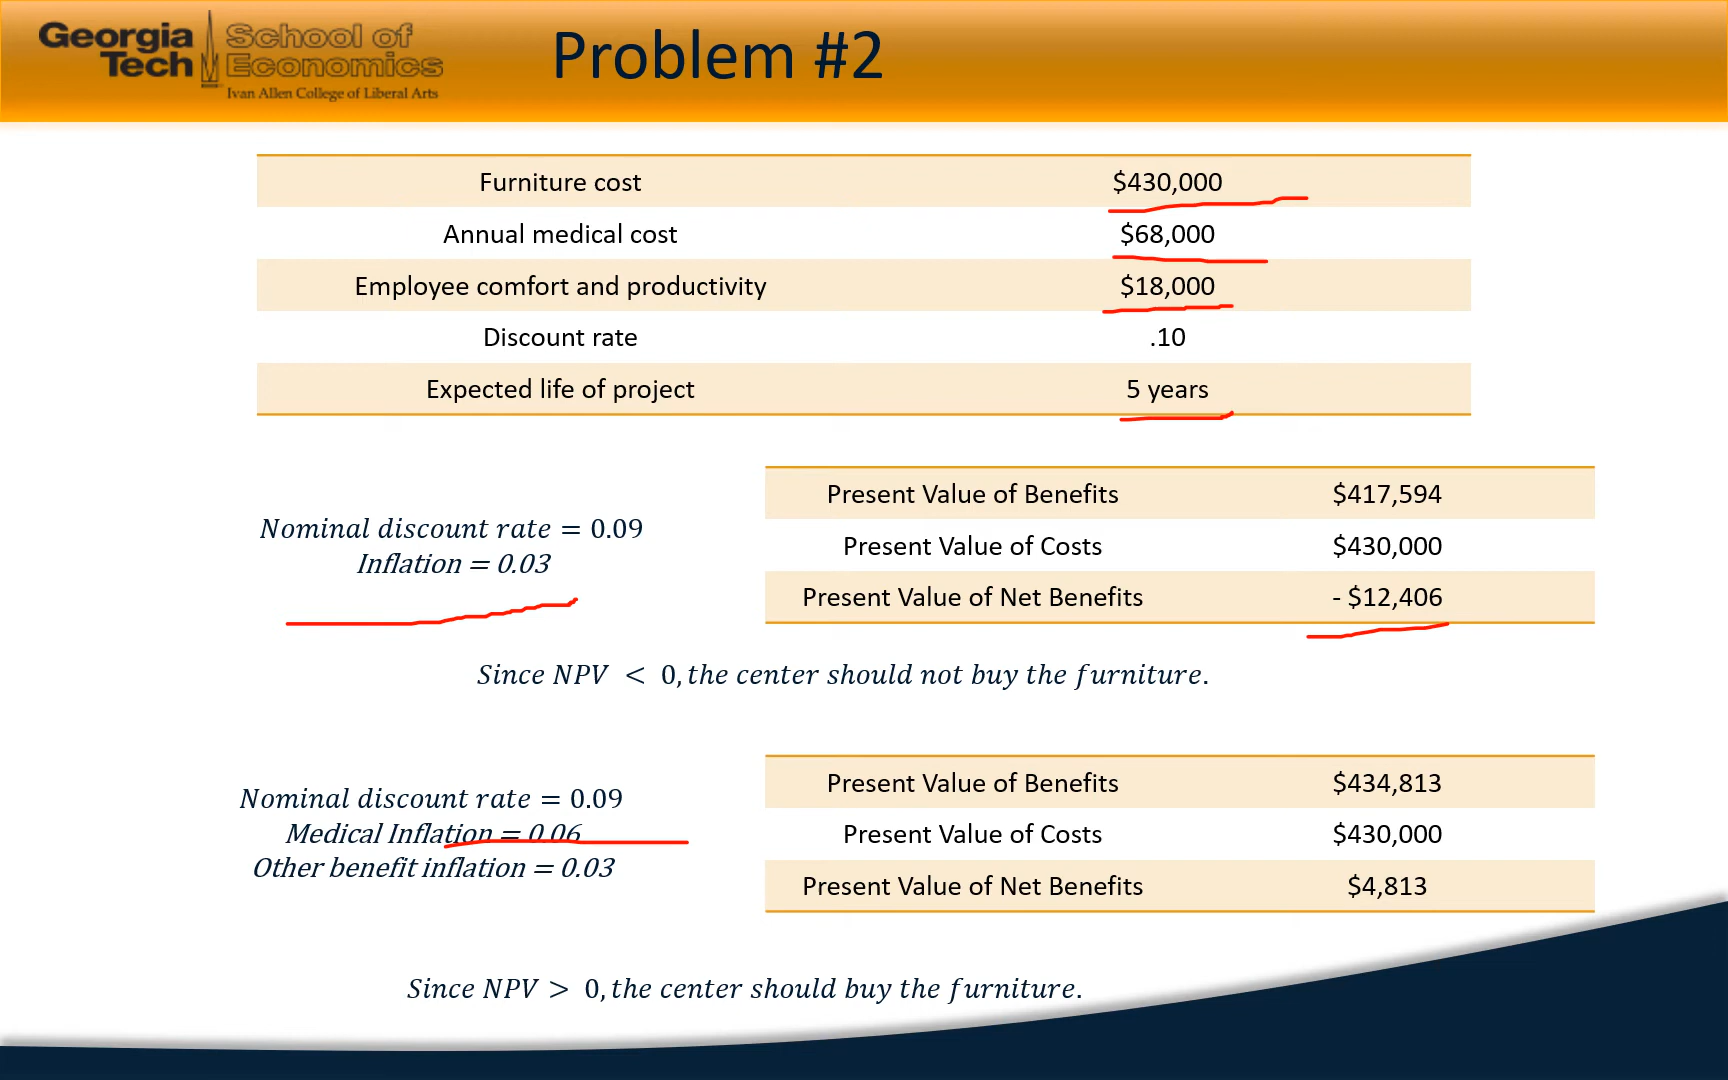 Georgia Tech School of Economics
Ivan Allen College of Liberal Arts
Problem #2
Furniture cost $430,000
Annual medical cost $68,000
Employee comfort and productivity $18,000
Discount rate .10
Expected life of project 5 years
Nominal discount rate = 0.09
Inflation = 0.03
Present Value of Benefits $417,594
Present Value of Costs $430,000
Present Value of Net Benefits - $12,406
Since NPV < 0, the center should not buy the furniture.
Nominal discount rate = 0.09
Medical Inflation = 0.06
Other benefit inflation = 0.03
Present Value of Benefits $434,813
Present Value of Costs $430,000
Present Value of Net Benefits $4,813
Since NPV > 0, the center should buy the furniture.